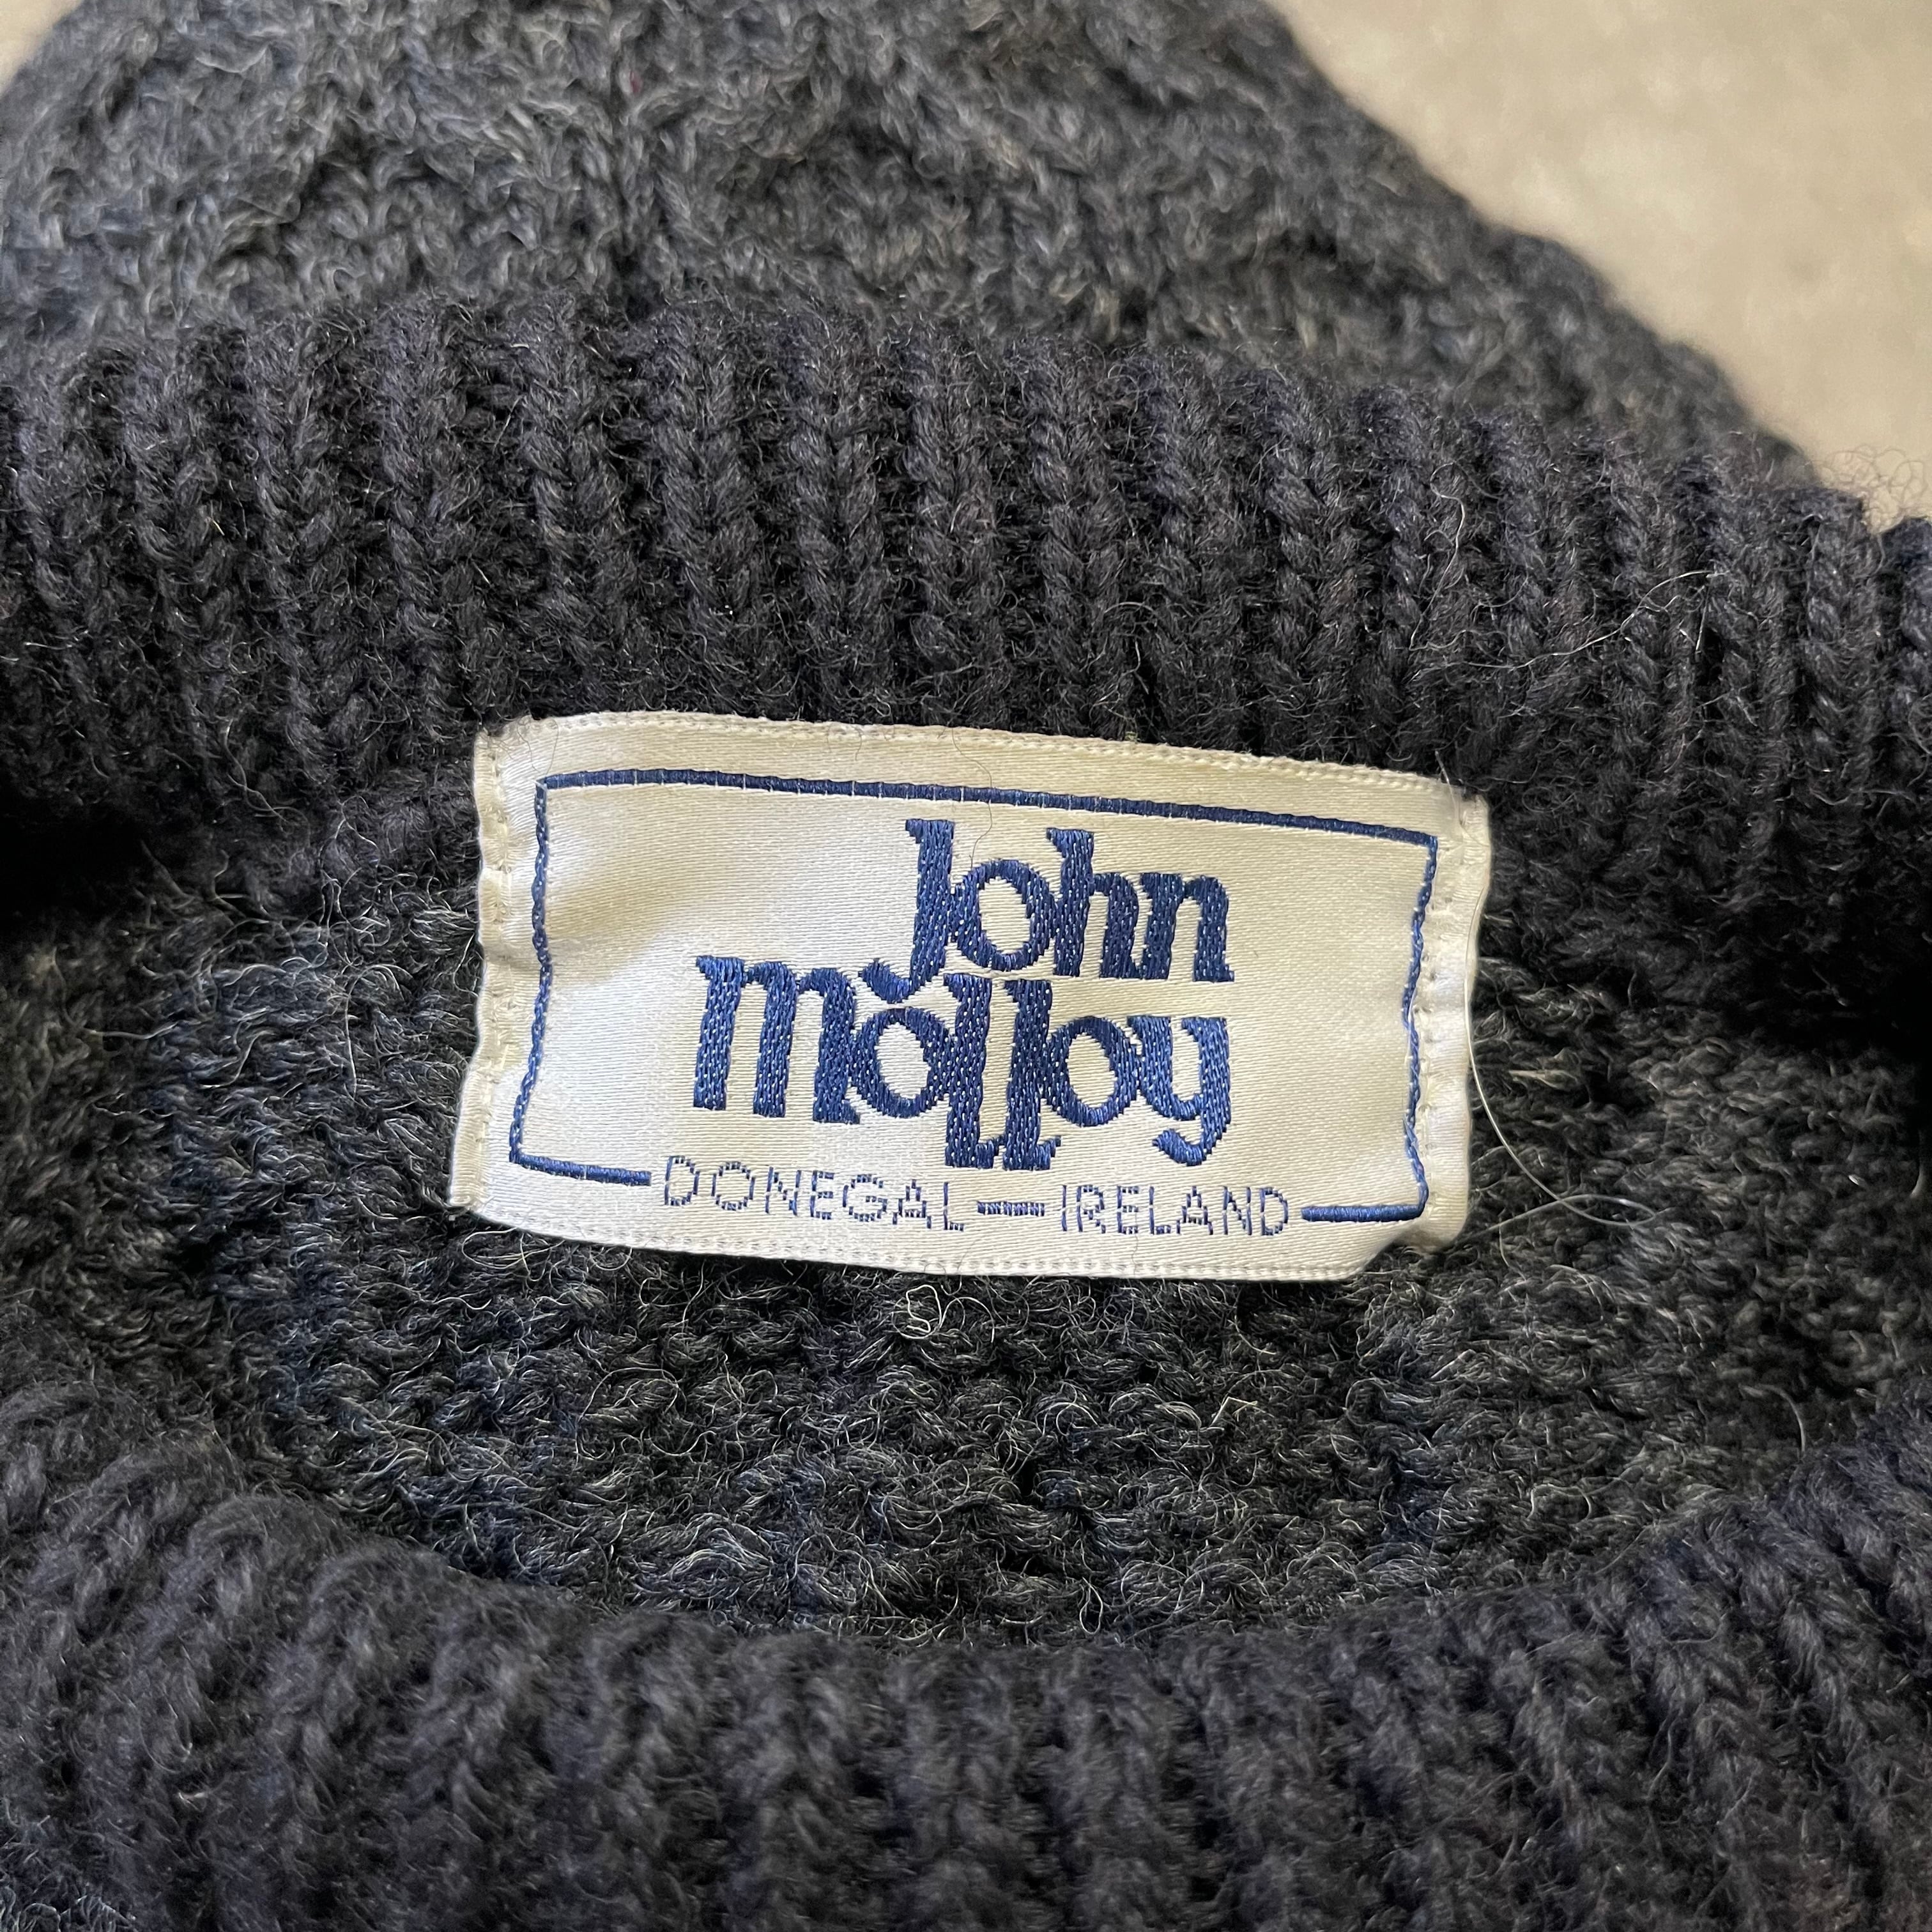 John
molloy
DONEGAL — IRELAND